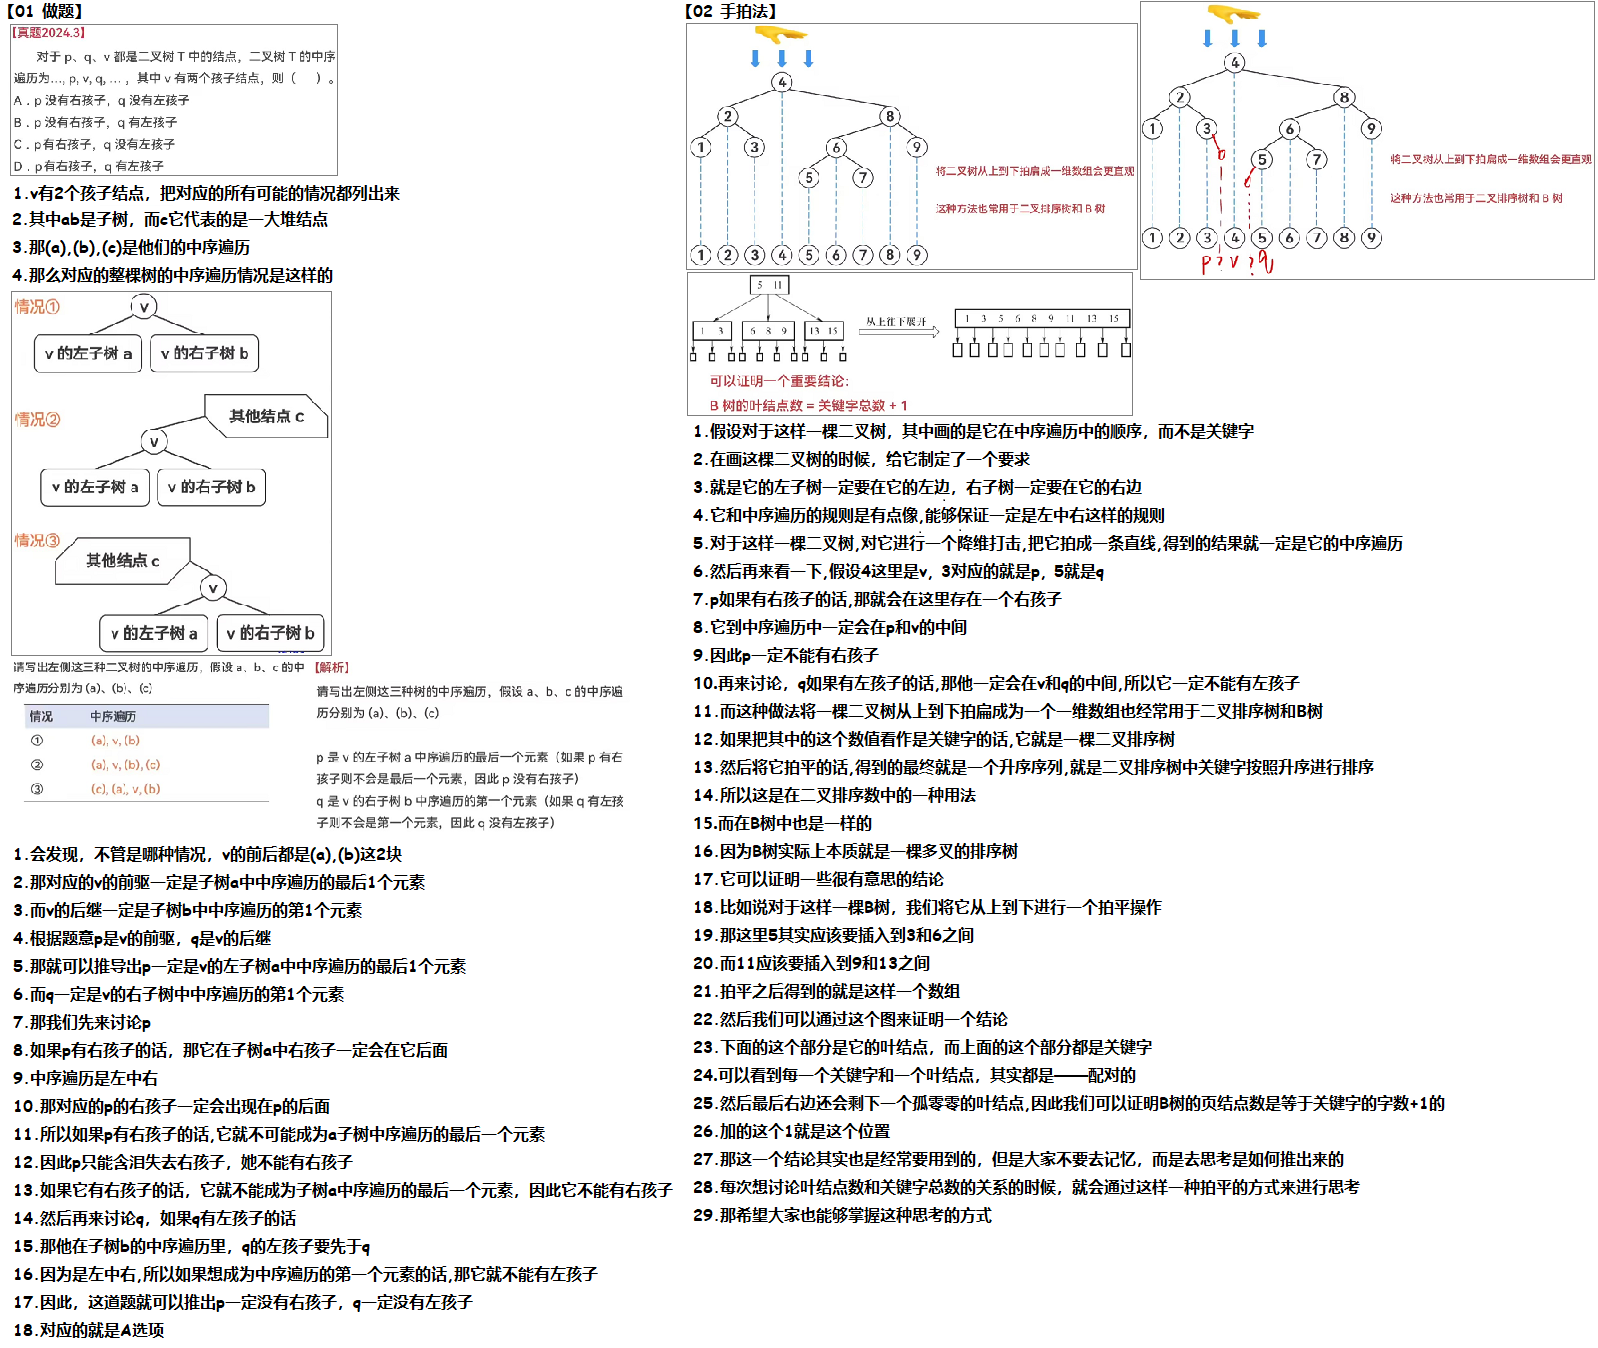 【01 做题】
【真题2024.3】
对于 p、q、v 都是二叉树 T 中的结点，二叉树 T 的中序
遍历为…, p, v, q, … ，其中 v 有两个孩子结点，则（ ）。
A．p 没有右孩子，q 没有左孩子
B．p 没有右孩子，q 有左孩子
C．p 有右孩子，q 没有左孩子
D．p 有右孩子，q 有左孩子
1.v有2个孩子结点，把对应的所有可能的情况都列出来
2.其中ab是子树，而c它代表的是一大堆结点
3.那(a),(b),(c)是他们的中序遍历
4.那么对应的整棵树的中序遍历情况是这样的
情况①
v
v 的左子树 a
v 的右子树 b
情况②
其他结点 c
v
v 的左子树 a
v 的右子树 b
情况③
其他结点 c
v
v 的左子树 a
v 的右子树 b
请写出左侧这三种二叉树的中序遍历，假设 a、b、c 的中
序遍历分别为 (a)、(b)、(c)
情况 中序遍历
① (a), v, (b)
② (a), v, (b), (c)
③ (c), (a), v, (b)
【解析】
请写出左侧这三种树的中序遍历，假设 a、b、c 的中序遍
历分别为 (a)、(b)、(c)
p 是 v 的左子树 a 中序遍历的最后一个元素（如果 p 有右
孩子则不会是最后一个元素，因此 p 没有右孩子）
q 是 v 的右子树 b 中序遍历的第一个元素（如果 q 有左孩
子则不会是第一个元素，因此 q 没有左孩子）
1.会发现，不管是哪种情况，v的前后都是(a),(b)这2块
2.那对应的v的前驱一定是子树a中中序遍历的最后1个元素
3.而v的后继一定是子树b中中序遍历的第1个元素
4.根据题意p是v的前驱，q是v的后继
5.那就可以推导出p一定是v的左子树a中中序遍历的最后1个元素
6.而q一定是v的右子树中中序遍历的第1个元素
7.那我们先来讨论p
8.如果p有右孩子的话，那它在子树a中右孩子一定会在它后面
9.中序遍历是左中右
10.那对应的p的右孩子一定会出现在p的后面
11.所以如果p有右孩子的话,它就不可能成为a子树中序遍历的最后一个元素
12.因此p只能含泪失去右孩子，她不能有右孩子
13.如果它有右孩子的话，它就不能成为子树a中序遍历的最后一个元素，因此它不能有右孩子
14.然后再来讨论q，如果q有左孩子的话
15.那他在子树b的中序遍历里，q的左孩子要先于q
16.因为是左中右,所以如果想成为中序遍历的第一个元素的话,那它就不能有左孩子
17.因此，这道题就可以推出p一定没有右孩子，q一定没有左孩子
18.对应的就是A选项
【02 手拍法】
4
2 8
1 3 6 9
5 7
1 2 3 4 5 6 7 8 9
将二叉树从上到下拍扁成一维数组会更直观
这种方法也常用于二叉排序树和 B 树
4
2 8
1 3 6 9
5 7
1 2 3 4 5 6 7 8 9
p ? v ? q
将二叉树从上到下拍扁成一维数组会更直观
这种方法也常用于二叉排序树和 B 树
5 11
1 3 6 8 9 13 15
从上往下展开
1 3 5 6 8 9 11 13 15
可以证明一个重要结论：
B 树的叶结点数 = 关键字总数 + 1
1.假设对于这样一棵二叉树，其中画的是它在中序遍历中的顺序，而不是关键字
2.在画这棵二叉树的时候，给它制定了一个要求
3.就是它的左子树一定要在它的左边，右子树一定要在它的右边
4.它和中序遍历的规则是有点像,能够保证一定是左中右这样的规则
5.对于这样一棵二叉树,对它进行一个降维打击,把它拍成一条直线,得到的结果就一定是它的中序遍历
6.然后再来看一下,假设4这里是v，3对应的就是p，5就是q
7.p如果有右孩子的话,那就会在这里存在一个右孩子
8.它到中序遍历中一定会在p和v的中间
9.因此p一定不能有右孩子
10.再来讨论，q如果有左孩子的话,那他一定会在v和q的中间,所以它一定不能有左孩子
11.而这种做法将一棵二叉树从上到下拍扁成为一个一维数组也经常用于二叉排序树和B树
12.如果把其中的这个数值看作是关键字的话,它就是一棵二叉排序树
13.然后将它拍平的话,得到的最终就是一个升序序列,就是二叉排序树中关键字按照升序进行排序
14.所以这是在二叉排序数中的一种用法
15.而在B树中也是一样的
16.因为B树实际上本质就是一棵多叉的排序树
17.它可以证明一些很有意思的结论
18.比如说对于这样一棵B树，我们将它从上到下进行一个拍平操作
19.那这里5其实应该要插入到3和6之间
20.而11应该要插入到9和13之间
21.拍平之后得到的就是这样一个数组
22.然后我们可以通过这个图来证明一个结论
23.下面的这个部分是它的叶结点，而上面的这个部分都是关键字
24.可以看到每一个关键字和一个叶结点，其实都是一一配对的
25.然后最后右边还会剩下一个孤零零的叶结点,因此我们可以证明B树的页结点数是等于关键字的字数+1的
26.加的这个1就是这个位置
27.那这一个结论其实也是经常要用到的，但是大家不要去记忆，而是去思考是如何推出来的
28.每次想讨论叶结点数和关键字总数的关系的时候，就会通过这样一种拍平的方式来进行思考
29.那希望大家也能够掌握这种思考的方式